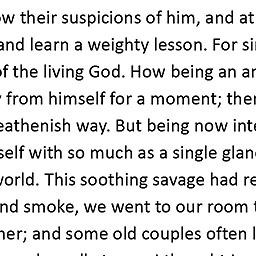 w their suspicions of him, and at
and learn a weighty lesson. For si
of the living God. How being an a
from himself for a moment; the
eathenish way. But being now int
self with so much as a single glan
world. This soothing savage had re
nd smoke, we went to our room
her; and some old couples often l